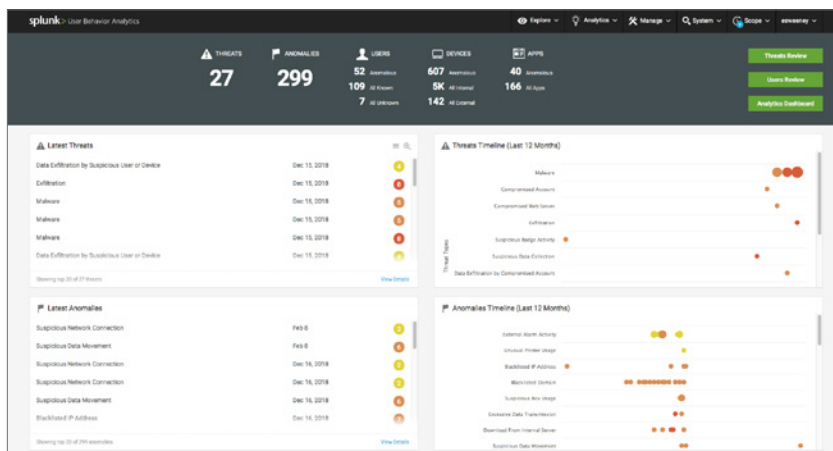 splunk> User Behavior Analytics
Explore Analytics Manage System Scope
THREATS ANOMALIES USERS DEVICES APPS
27 299
52 Anomalous 607 Anomalous 40 Anomalous
109 All Known 5K All Internal 166 All Apps
7 All Unknown 142 All External
Threats Review
Users Review
Analytics Dashboard
Latest Threats
Data Exfiltration by Suspicious User or Device Dec 15, 2018 4
Exfiltration Dec 15, 2018
Malware Dec 15, 2018
Malware Dec 15, 2018
Malware Dec 15, 2018
Data Exfiltration by Suspicious User or Device Dec 15, 2018
Showing top 20 of 27 threats View Details
Threats Timeline (Last 12 Months)
Threat Types
Malware
Compromised Account
Compromised Web Server
Exfiltration
Suspicious Badge Activity
Suspicious Data Collection
Data Exfiltration by Compromised Account
Latest Anomalies
Suspicious Network Connection Feb 8 2
Suspicious Data Movement Feb 8 6
Suspicious Network Connection Dec 16, 2018 2
Suspicious Network Connection Dec 16, 2018 2
Suspicious Data Movement Dec 16, 2018 6
Blacklisted IP Address Dec 16, 2018
Showing top 20 of 299 anomalies View Details
Anomalies Timeline (Last 12 Months)
External Alarm Activity
Unusual Printer Usage
Blacklisted IP Address
Blacklisted Domain
Suspicious Box Usage
Excessive Data Transmission
Download From Internal Server
Suspicious Data Movement